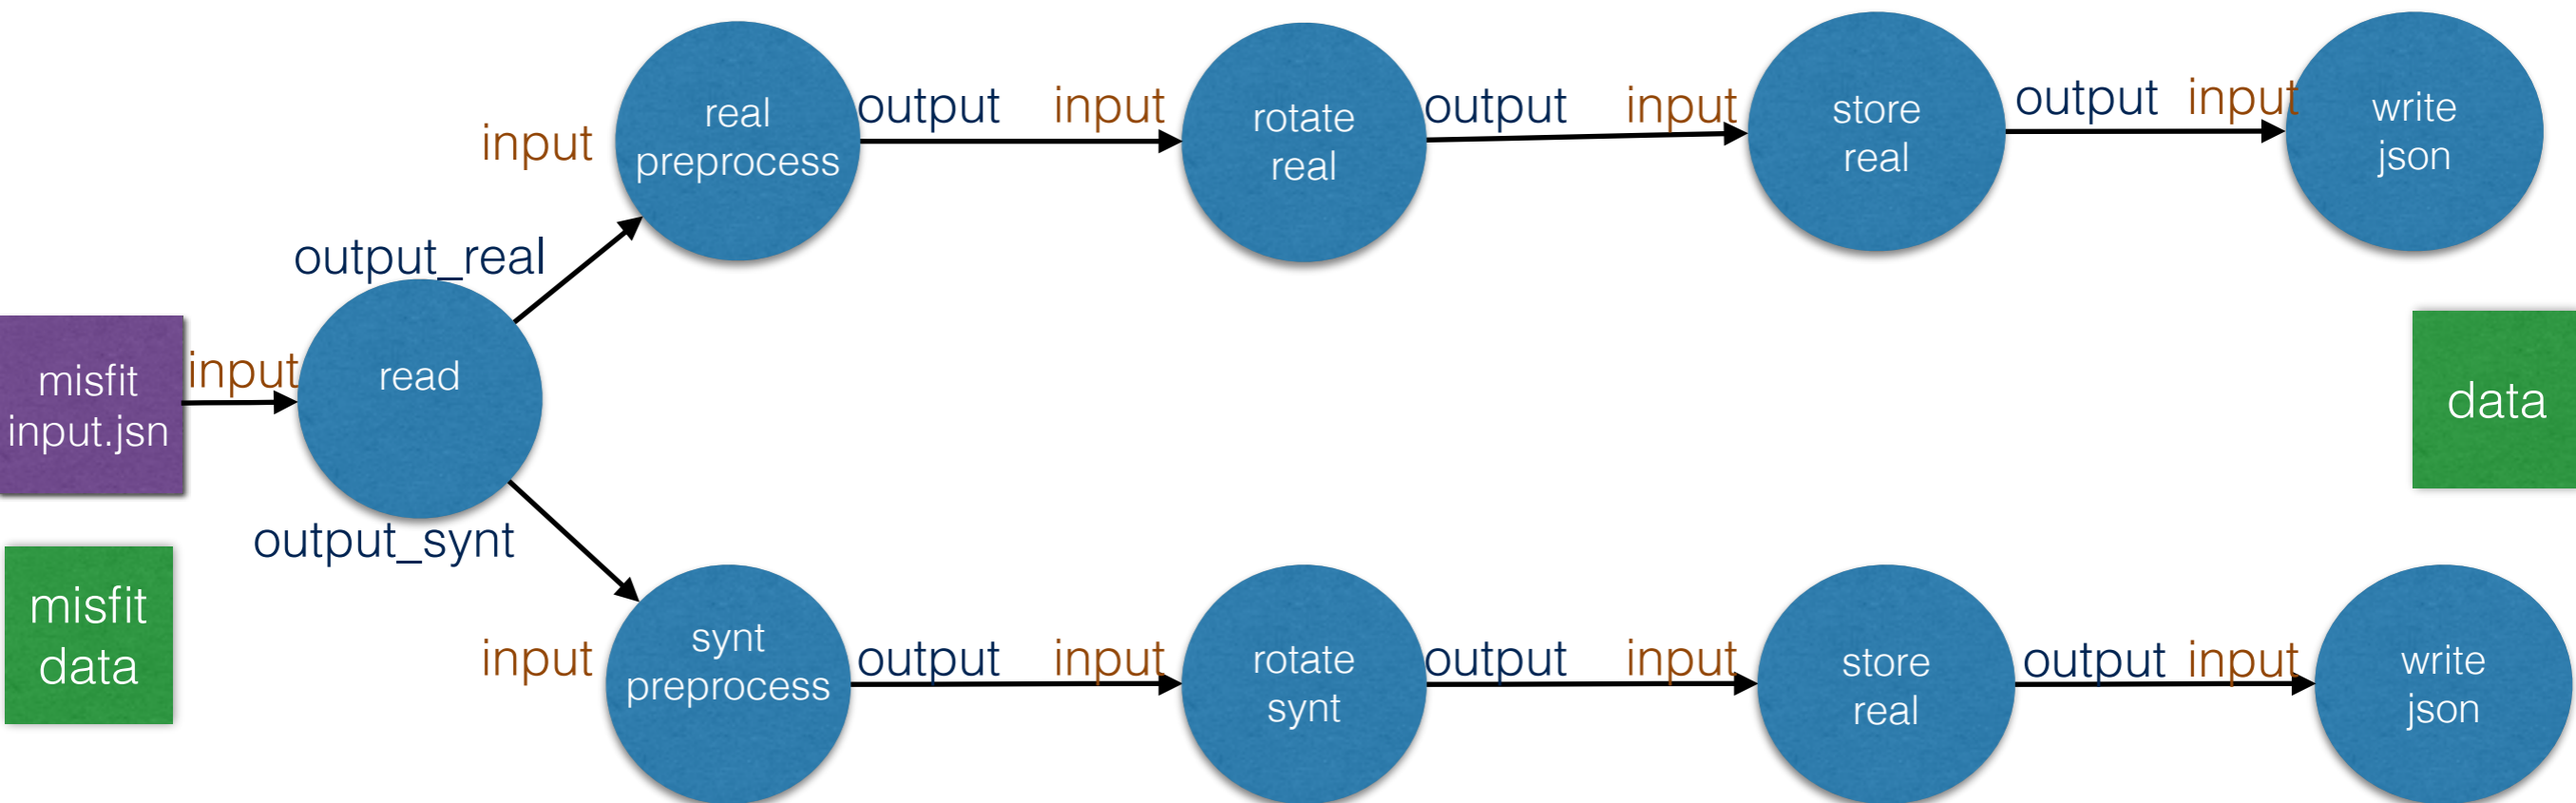 real
preprocess
output
input
rotate
real
output
input
store
real
output
input
write
json
input
output_real
misfit
input.jsn
input
read
data
output_synt
misfit
data
input
synt
preprocess
output
input
rotate
synt
output
input
store
real
output
input
write
json